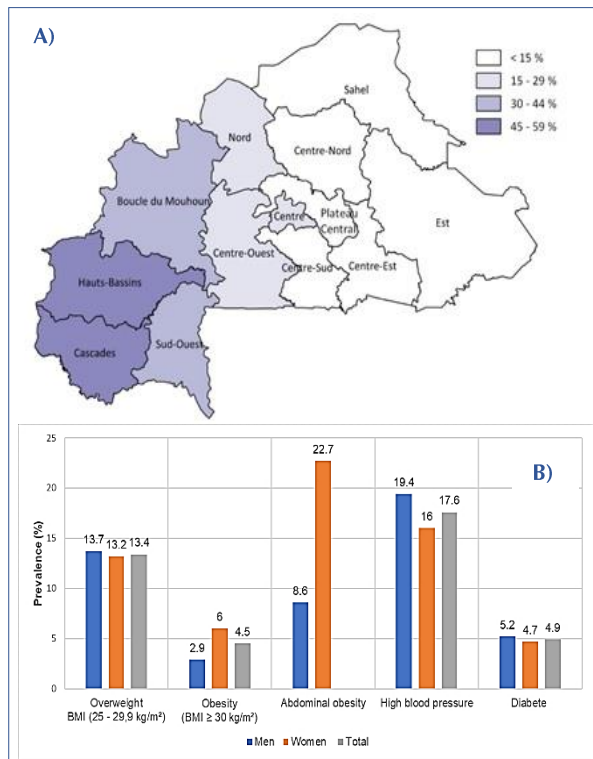 A)
< 15 %
15 - 29 %
30 - 44 %
45 - 59 %
Sahel
Nord
Centre-Nord
Boucle du Mouhoun
Centre
Plateau
Central
Est
Centre-Ouest
Centre-Sud
Centre-Est
Hauts-Bassins
Sud-Ouest
Cascades
B)
Prevalence (%)
25
20
15
10
5
0
13.7 13.2 13.4
2.9 6 4.5
8.6 22.7
19.4 16 17.6
5.2 4.7 4.9
Overweight
BMI (25 - 29,9 kg/m²)
Obesity
(BMI ≥ 30 kg/m²)
Abdominal obesity
High blood pressure
Diabete
Men Women Total